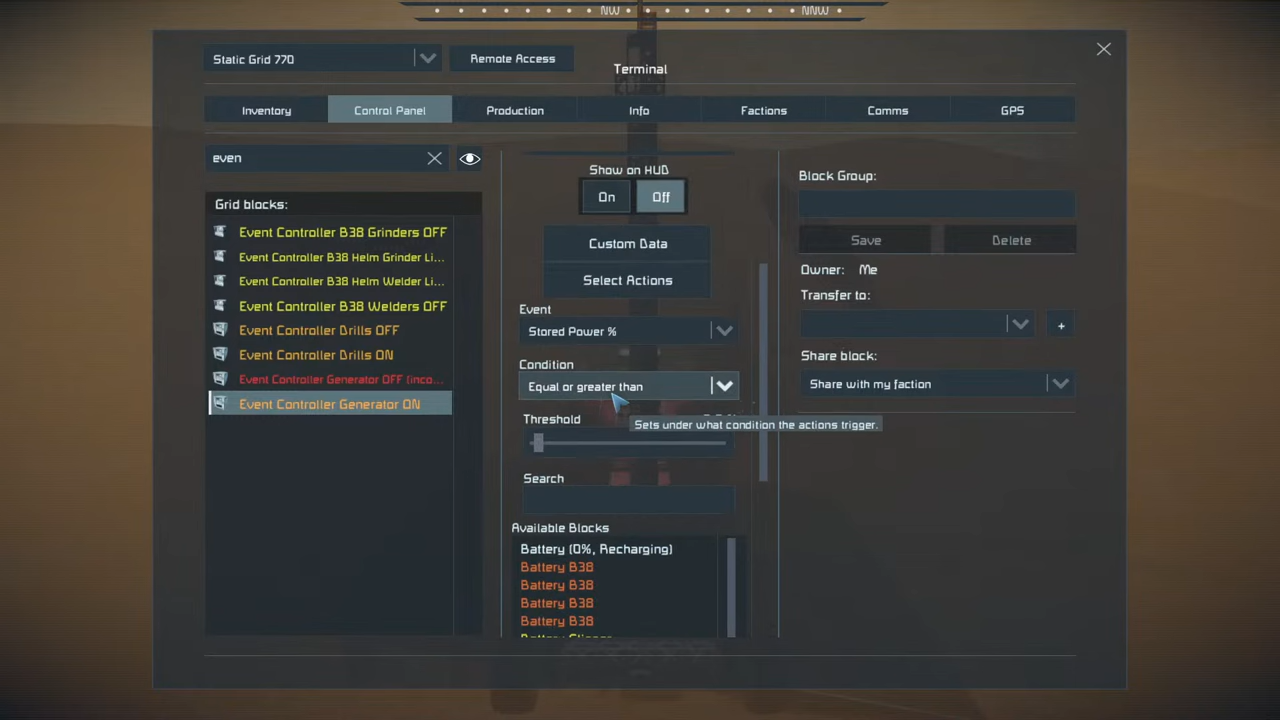 NW
NNW
Static Grid 770
Remote Access
Terminal
Inventory
Control Panel
Production
Info
Factions
Comms
GPS
even
Grid blocks:
Event Controller B38 Grinders OFF
Event Controller B38 Helm Grinder Li...
Event Controller B38 Helm Welder Li...
Event Controller B38 Welders OFF
Event Controller Drills OFF
Event Controller Drills ON
Event Controller Generator OFF (inco...
Event Controller Generator ON
Show on HUD
On
Off
Custom Data
Select Actions
Event
Stored Power %
Condition
Equal or greater than
Threshold
Sets under what condition the actions trigger.
Search
Available Blocks
Battery (0%, Recharging)
Battery B38
Battery B38
Battery B38
Battery B38
Block Group:
Save
Delete
Owner: Me
Transfer to:
+
Share block:
Share with my faction